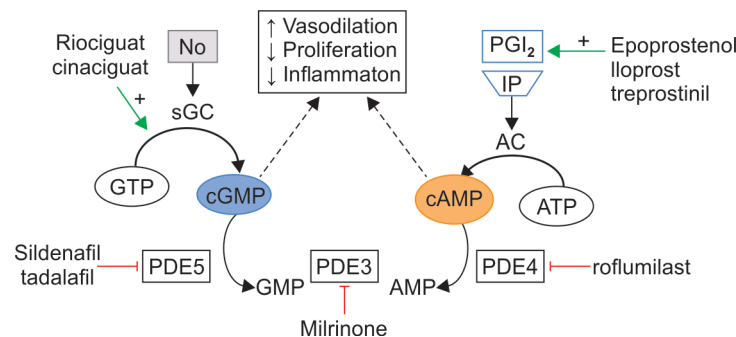 Riociguat
cinaciguat
+
No
sGC
GTP
cGMP
↑ Vasodilation
↓ Proliferation
↓ Inflammaton
PGI₂
IP
+
Epoprostenol
lloprost
treprostinil
AC
cAMP
ATP
Sildenafil
tadalafil
PDE5
GMP
PDE3
AMP
PDE4
roflumilast
Milrinone